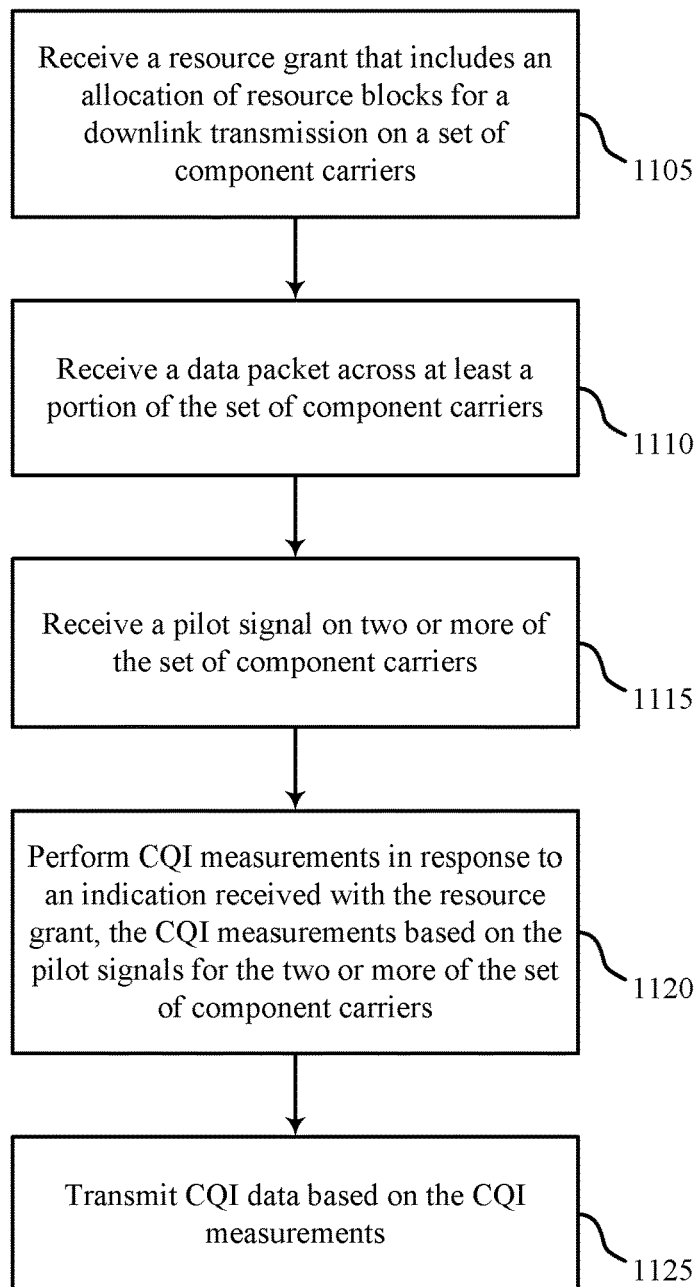 Receive a resource grant that includes an
allocation of resource blocks for a
downlink transmission on a set of
component carriers
1105
Receive a data packet across at least a
portion of the set of component carriers
1110
Receive a pilot signal on two or more of
the set of component carriers
1115
Perform CQI measurements in response to
an indication received with the resource
grant, the CQI measurements based on the
pilot signals for the two or more of the set
of component carriers
1120
Transmit CQI data based on the CQI
measurements
1125